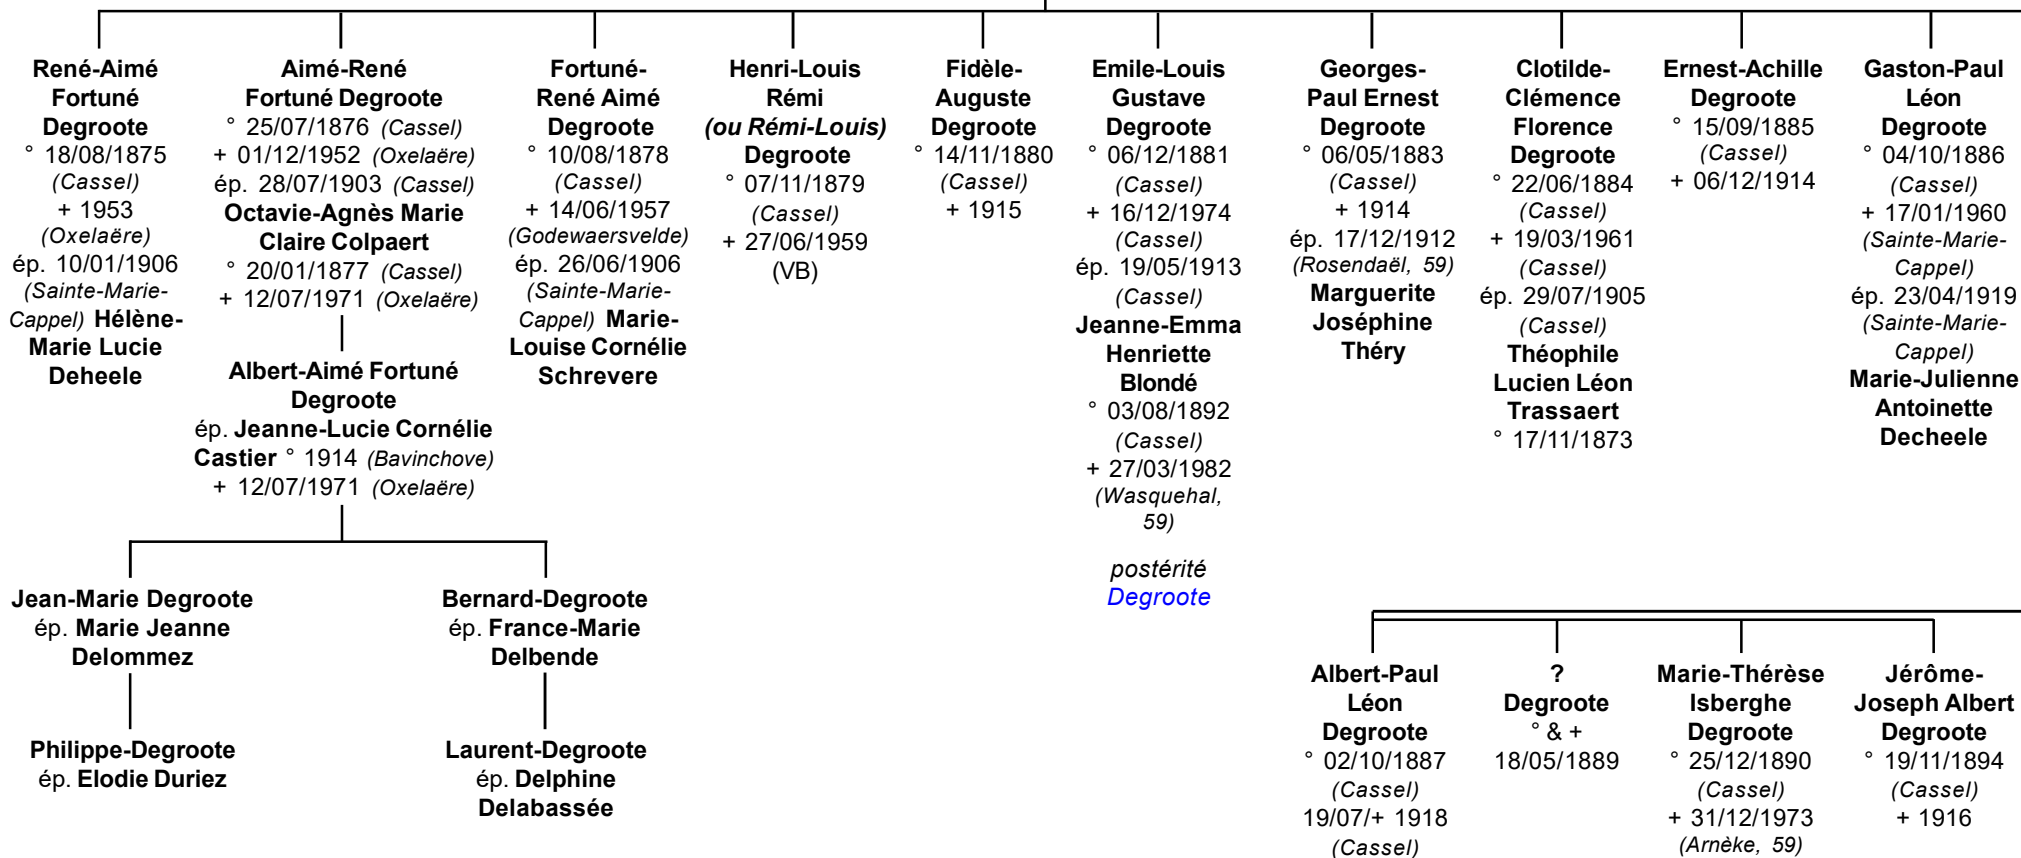 René-Aimé
Fortuné
Degroote
° 18/08/1875
(Cassel)
+ 1953
(Oxelaëre)
ép. 10/01/1906
(Sainte-Marie-
Cappel) Hélène-
Marie Lucie
Deheele
Aimé-René
Fortuné Degroote
° 25/07/1876 (Cassel)
+ 01/12/1952 (Oxelaëre)
ép. 28/07/1903 (Cassel)
Octavie-Agnès Marie
Claire Colpaert
° 20/01/1877 (Cassel)
+ 12/07/1971 (Oxelaëre)
Albert-Aimé Fortuné
Degroote
ép. Jeanne-Lucie Cornélie
Castier ° 1914 (Bavinchove)
+ 12/07/1971 (Oxelaëre)
Jean-Marie Degroote
ép. Marie Jeanne
Delommez
Philippe-Degroote
ép. Elodie Duriez
Bernard-Degroote
ép. France-Marie
Delbende
Laurent-Degroote
ép. Delphine
Delabassée
Fortuné-
René Aimé
Degroote
° 10/08/1878
(Cassel)
+ 14/06/1957
(Godewaersvelde)
ép. 26/06/1906
(Sainte-Marie-
Cappel) Marie-
Louise Cornélie
Schrevere
Henri-Louis
Rémi
(ou Rémi-Louis)
Degroote
° 07/11/1879
(Cassel)
+ 27/06/1959
(VB)
Fidèle-
Auguste
Degroote
° 14/11/1880
(Cassel)
+ 1915
Emile-Louis
Gustave
Degroote
° 06/12/1881
(Cassel)
+ 16/12/1974
(Cassel)
ép. 19/05/1913
(Cassel)
Jeanne-Emma
Henriette
Blondé
° 03/08/1892
(Cassel)
+ 27/03/1982
(Wasquehal,
59)
postérité
Degroote
Georges-
Paul Ernest
Degroote
° 06/05/1883
(Cassel)
+ 1914
ép. 17/12/1912
(Rosendaël, 59)
Marguerite
Joséphine
Théry
Clotilde-
Clémence
Florence
Degroote
° 22/06/1884
(Cassel)
+ 19/03/1961
(Cassel)
ép. 29/07/1905
(Cassel)
Théophile
Lucien Léon
Trassaert
° 17/11/1873
Ernest-Achille
Degroote
° 15/09/1885
(Cassel)
+ 06/12/1914
Gaston-Paul
Léon
Degroote
° 04/10/1886
(Cassel)
+ 17/01/1960
(Sainte-Marie-
Cappel)
ép. 23/04/1919
(Sainte-Marie-
Cappel)
Marie-Julienne
Antoinette
Decheele
Albert-Paul
Léon
Degroote
° 02/10/1887
(Cassel)
19/07/+ 1918
(Cassel)
?
Degroote
° & +
18/05/1889
Marie-Thérèse
Isberghe
Degroote
° 25/12/1890
(Cassel)
+ 31/12/1973
(Arnèke, 59)
Jérôme-
Joseph Albert
Degroote
° 19/11/1894
(Cassel)
+ 1916